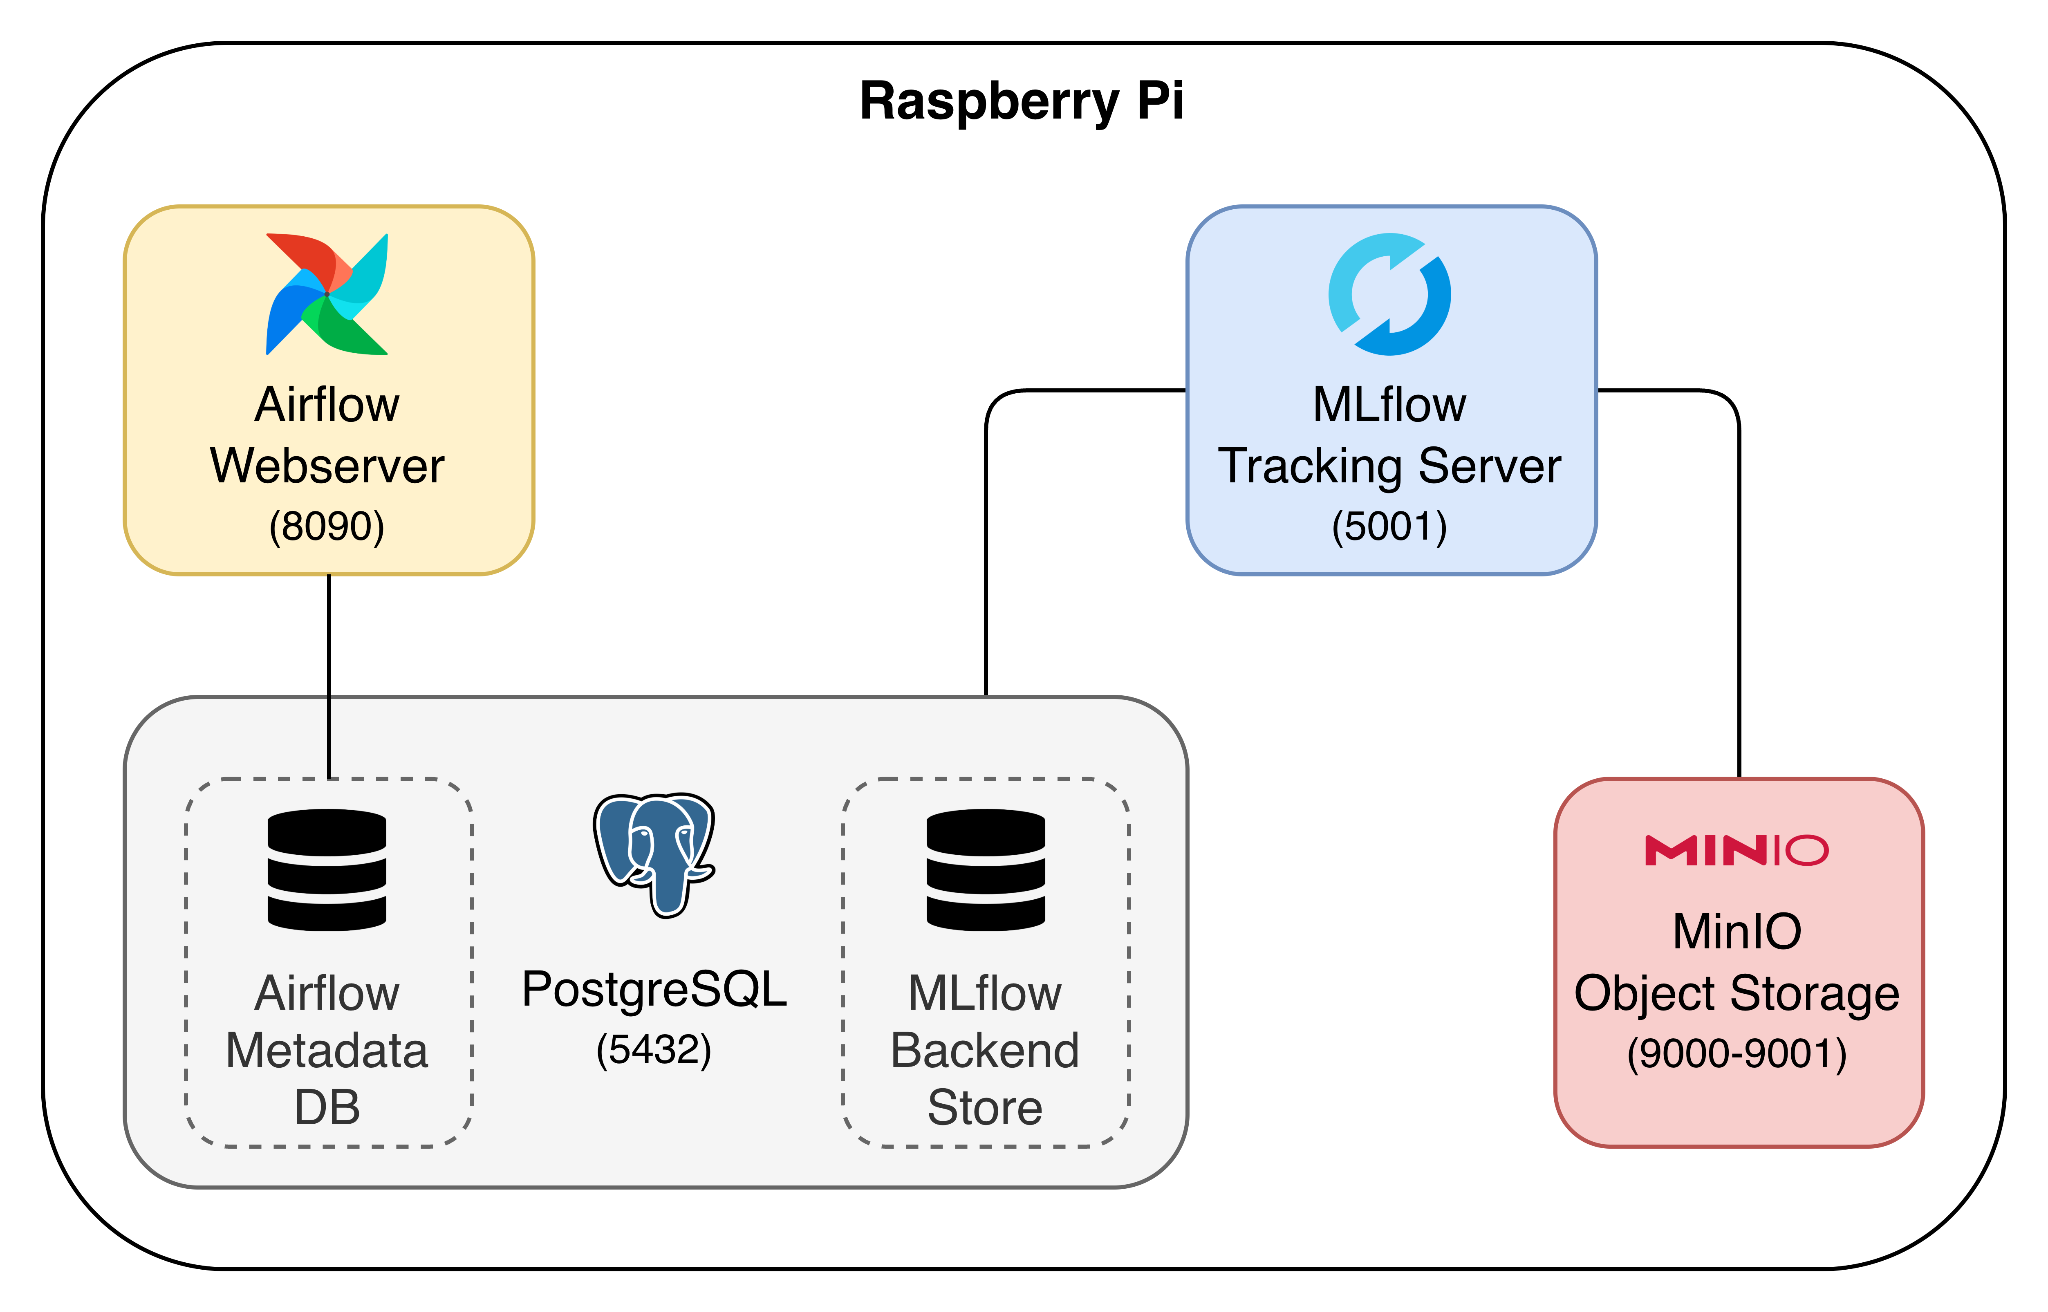 Raspberry Pi
Airflow
Webserver
(8090)
MLflow
Tracking Server
(5001)
Airflow
Metadata
DB
PostgreSQL
(5432)
MLflow
Backend
Store
MINIO
MinIO
Object Storage
(9000-9001)